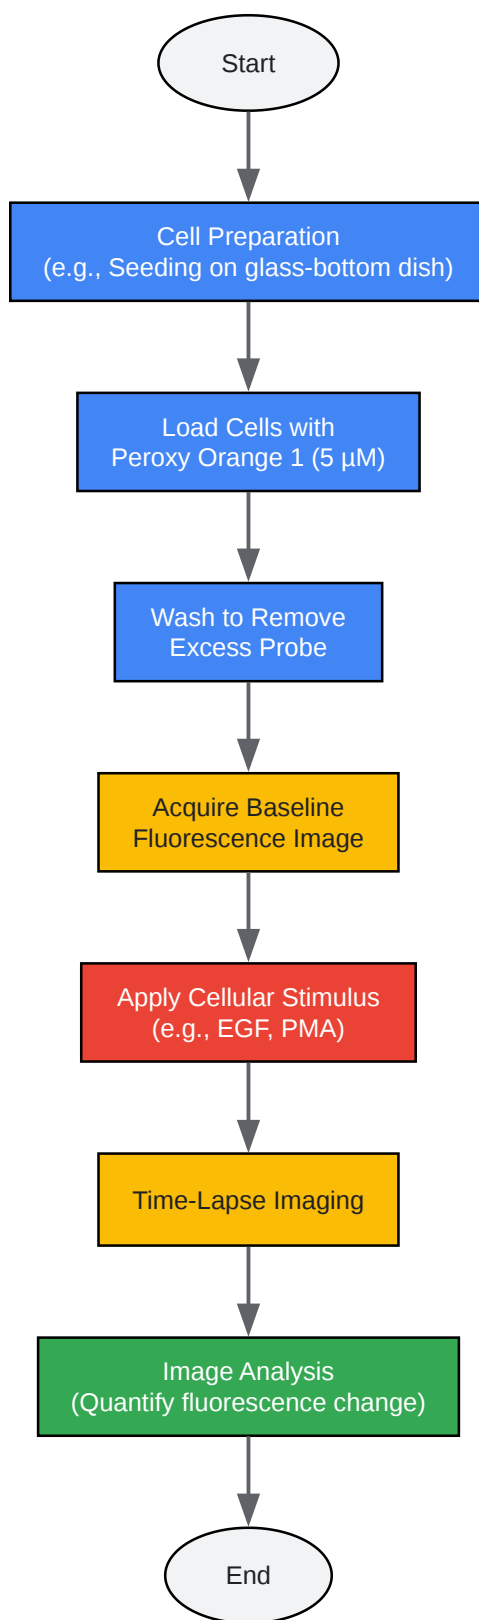 Start
Cell Preparation
(e.g., Seeding on glass-bottom dish)
Load Cells with
Peroxy Orange 1 (5 µM)
Wash to Remove
Excess Probe
Acquire Baseline
Fluorescence Image
Apply Cellular Stimulus
(e.g., EGF, PMA)
Time-Lapse Imaging
Image Analysis
(Quantify fluorescence change)
End